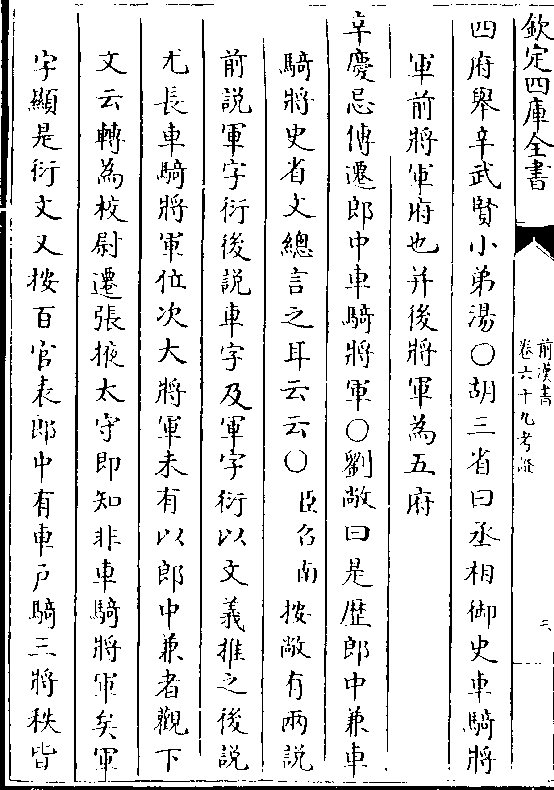 欽定四庫全書
前漢書
卷六十九考證
三
四府舉辛武賢小弟湯○胡三省曰丞相御史車騎將
軍前將軍府也并後將軍為五府
辛慶忌傳遷郎中車騎將軍○劉敞曰是歴郎中兼車
騎將史省文總言之耳云云○臣召南按敞有兩説
前説軍字衍後説車字及軍字衍以文義推之後説
尤長車騎將軍位次大將軍未有以郎中兼者觀下
文云轉為校尉遷張掖太守即知非車騎將軍矣軍
字顯是衍文又按百官表郎中有車戸騎三將秩皆